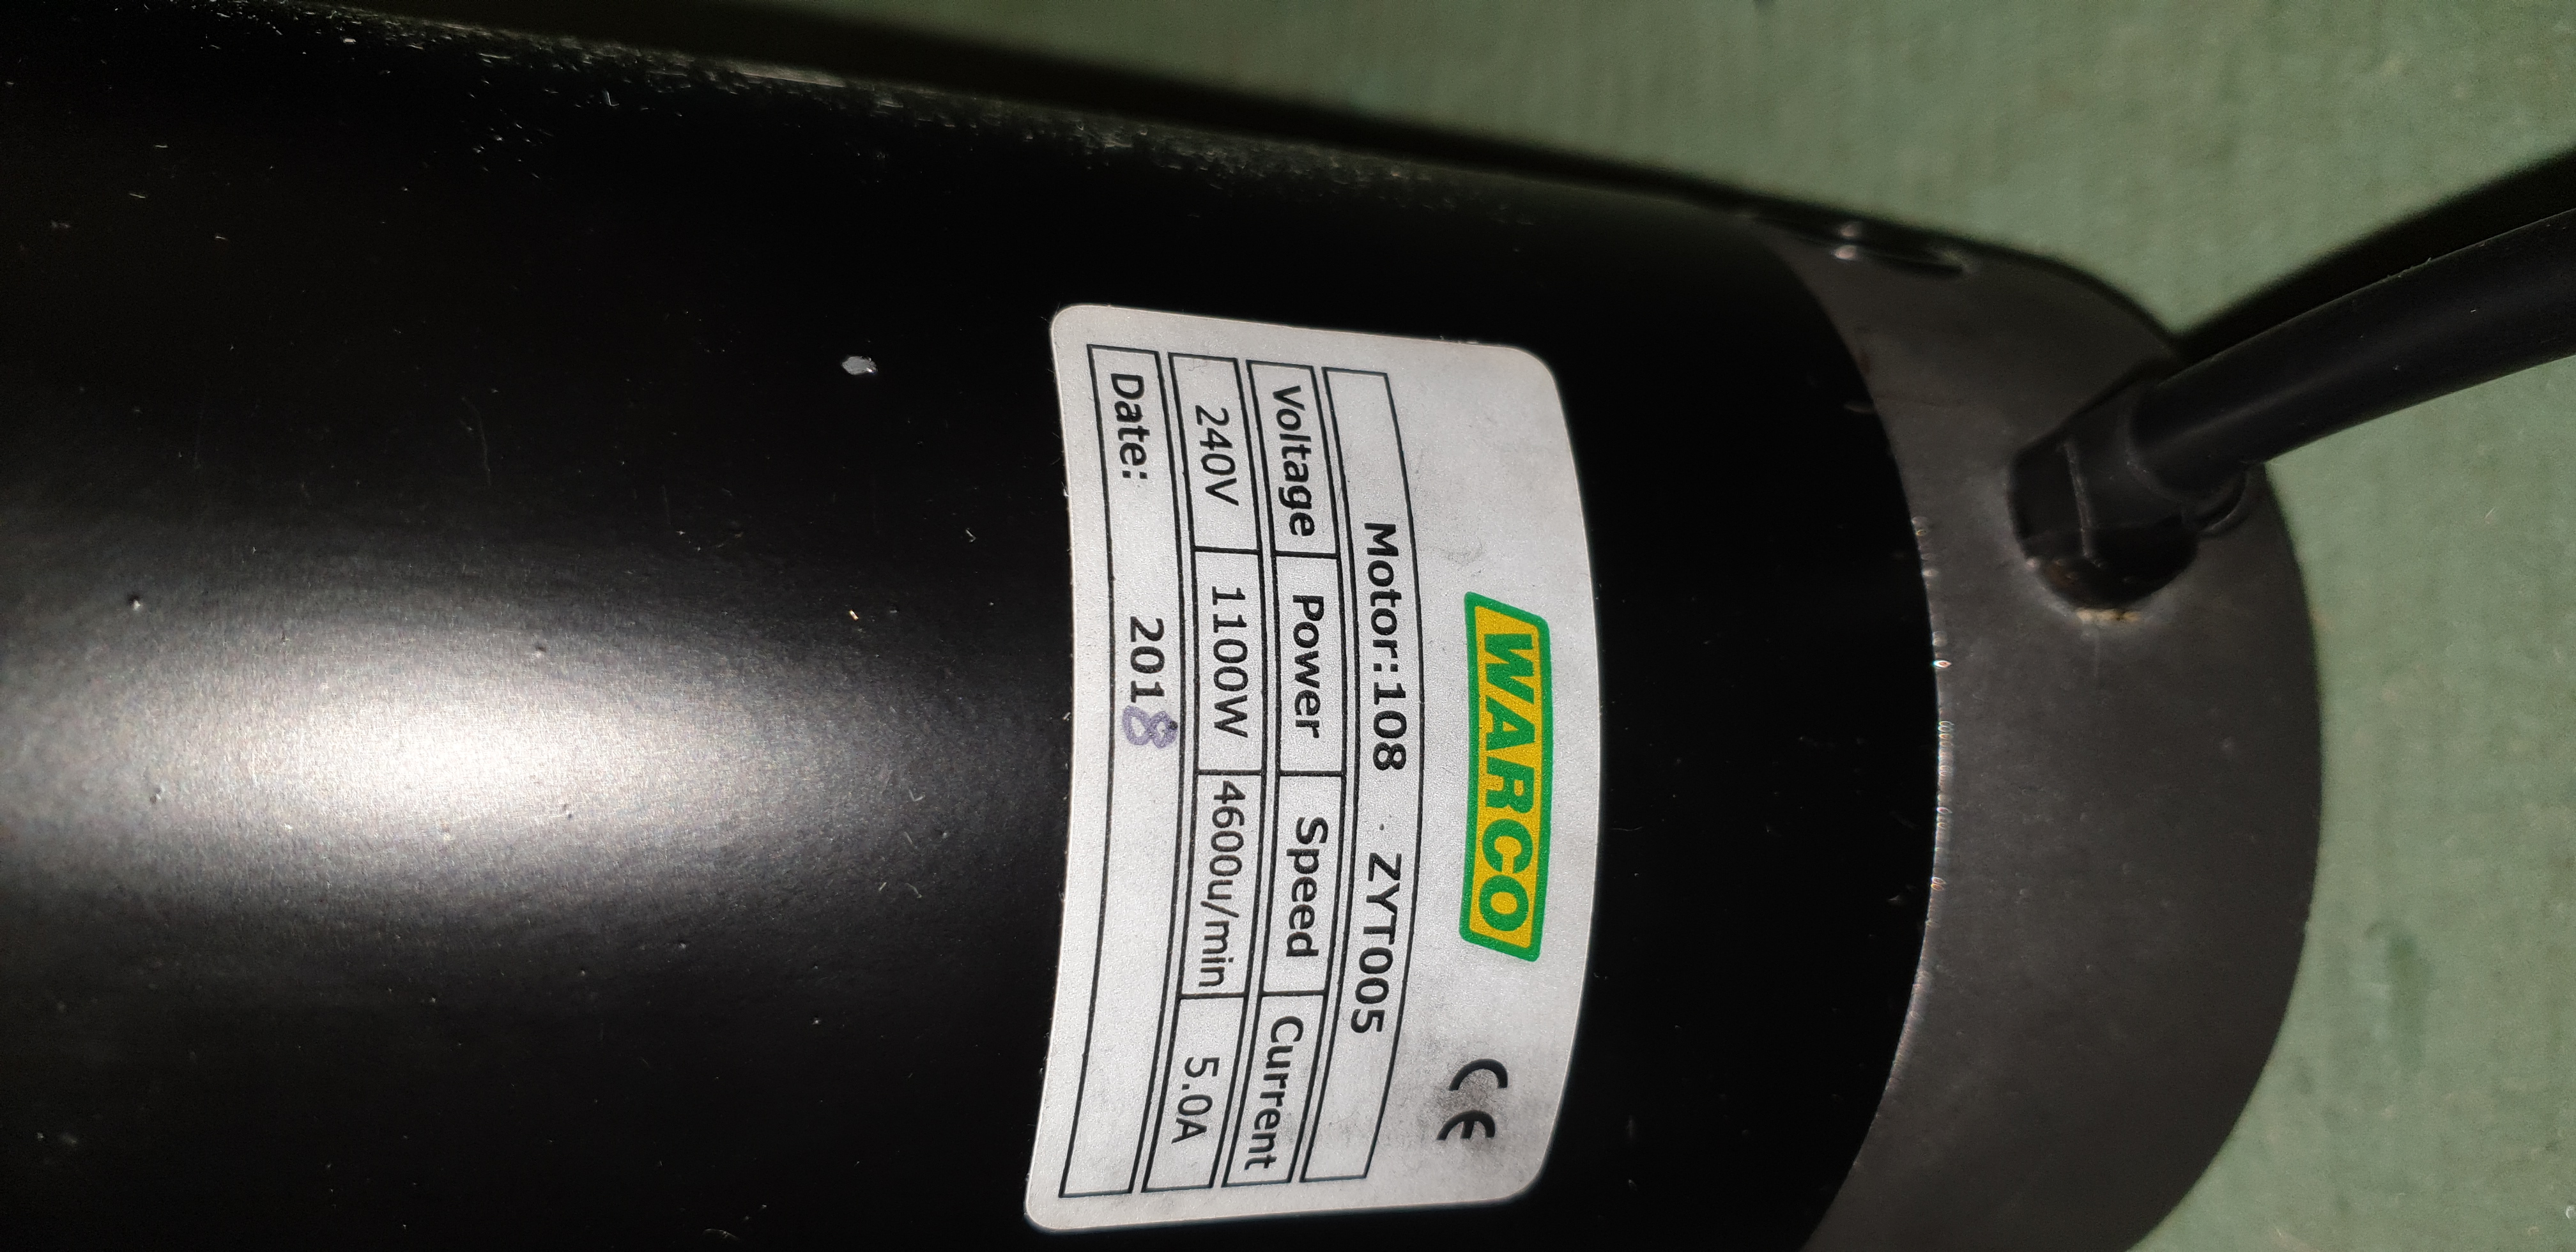 WARCO
CE
Motor:108 ZYT005
Voltage Power Speed Current
240V 1100W 4600u/min 5.0A
Date: 2018